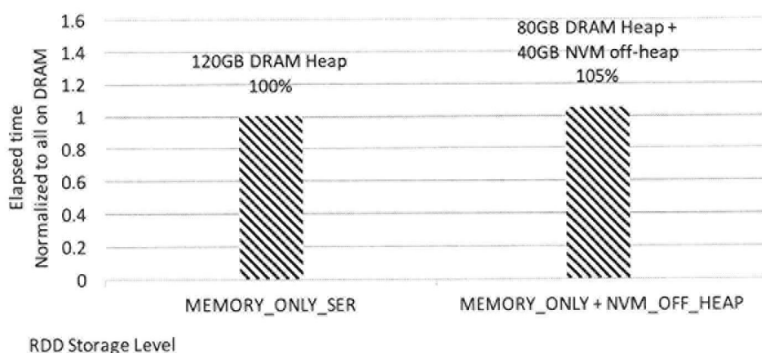 1.6
1.4
1.2
1
0.8
0.6
0.4
0.2
0
Elapsed time
Normalized to all on DRAM
120GB DRAM Heap
100%
80GB DRAM Heap +
40GB NVM off-heap
105%
MEMORY_ONLY_SER
MEMORY_ONLY + NVM_OFF_HEAP
RDD Storage Level